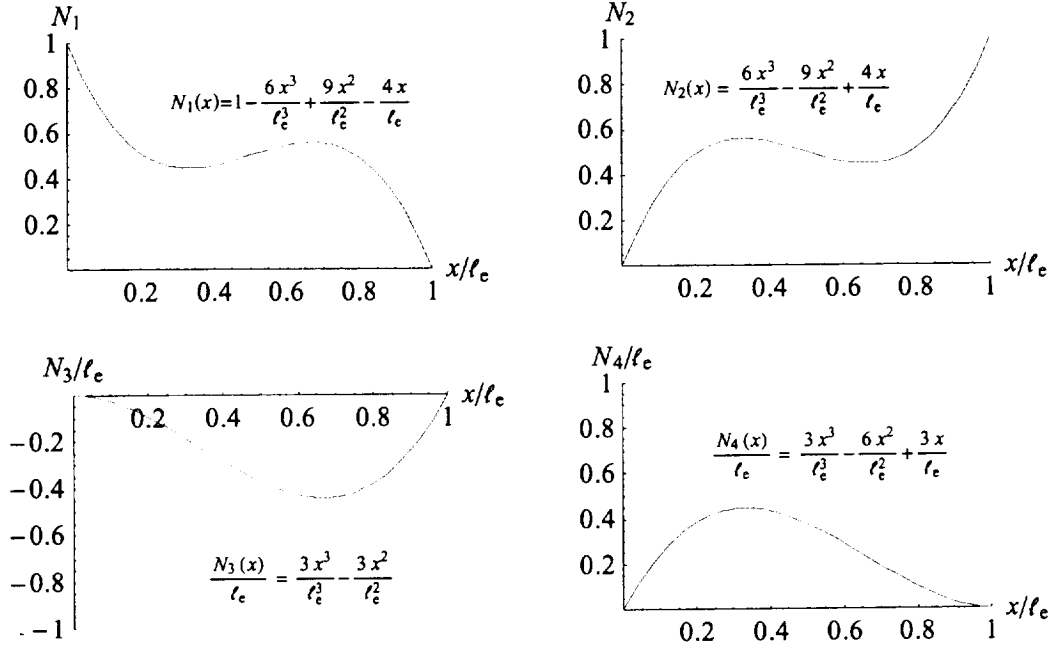 N₁
1
0.8
0.6
0.4
0.2
N₁(x)=1 − 6x³/ℓₑ³ + 9x²/ℓₑ² − 4x/ℓₑ
0.2 0.4 0.6 0.8 1
x/ℓₑ
N₂
1
0.8
0.6
0.4
0.2
N₂(x) = 6x³/ℓₑ³ − 9x²/ℓₑ² + 4x/ℓₑ
0.2 0.4 0.6 0.8 1
x/ℓₑ
N₃/ℓₑ
x/ℓₑ
0.2 0.4 0.6 0.8 1
−0.2
−0.4
−0.6
−0.8
−1
N₃(x)/ℓₑ = 3x³/ℓₑ³ − 3x²/ℓₑ²
N₄/ℓₑ
1
0.8
0.6
0.4
0.2
N₄(x)/ℓₑ = 3x³/ℓₑ³ − 6x²/ℓₑ² + 3x/ℓₑ
0.2 0.4 0.6 0.8 1
x/ℓₑ